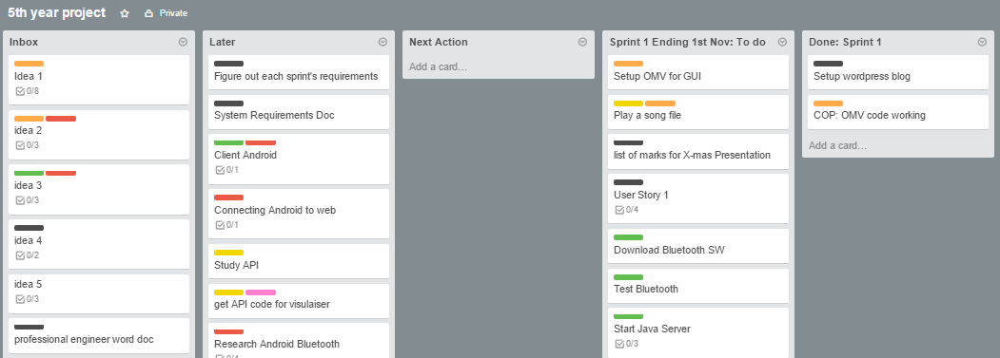 5th year project Private
Inbox
Idea 1
0/8
idea 2
0/3
idea 3
0/3
idea 4
0/2
idea 5
0/3
professional engineer word doc
Later
Figure out each sprint's requirements
System Requirements Doc
Client Android
0/1
Connecting Android to web
0/1
Study API
get API code for visulaiser
Research Android Bluetooth
Next Action
Add a card...
Sprint 1 Ending 1st Nov: To do
Setup OMV for GUI
Play a song file
list of marks for X-mas Presentation
User Story 1
0/4
Download Bluetooth SW
Test Bluetooth
Start Java Server
0/3
Done: Sprint 1
Setup wordpress blog
COP: OMV code working
Add a card...